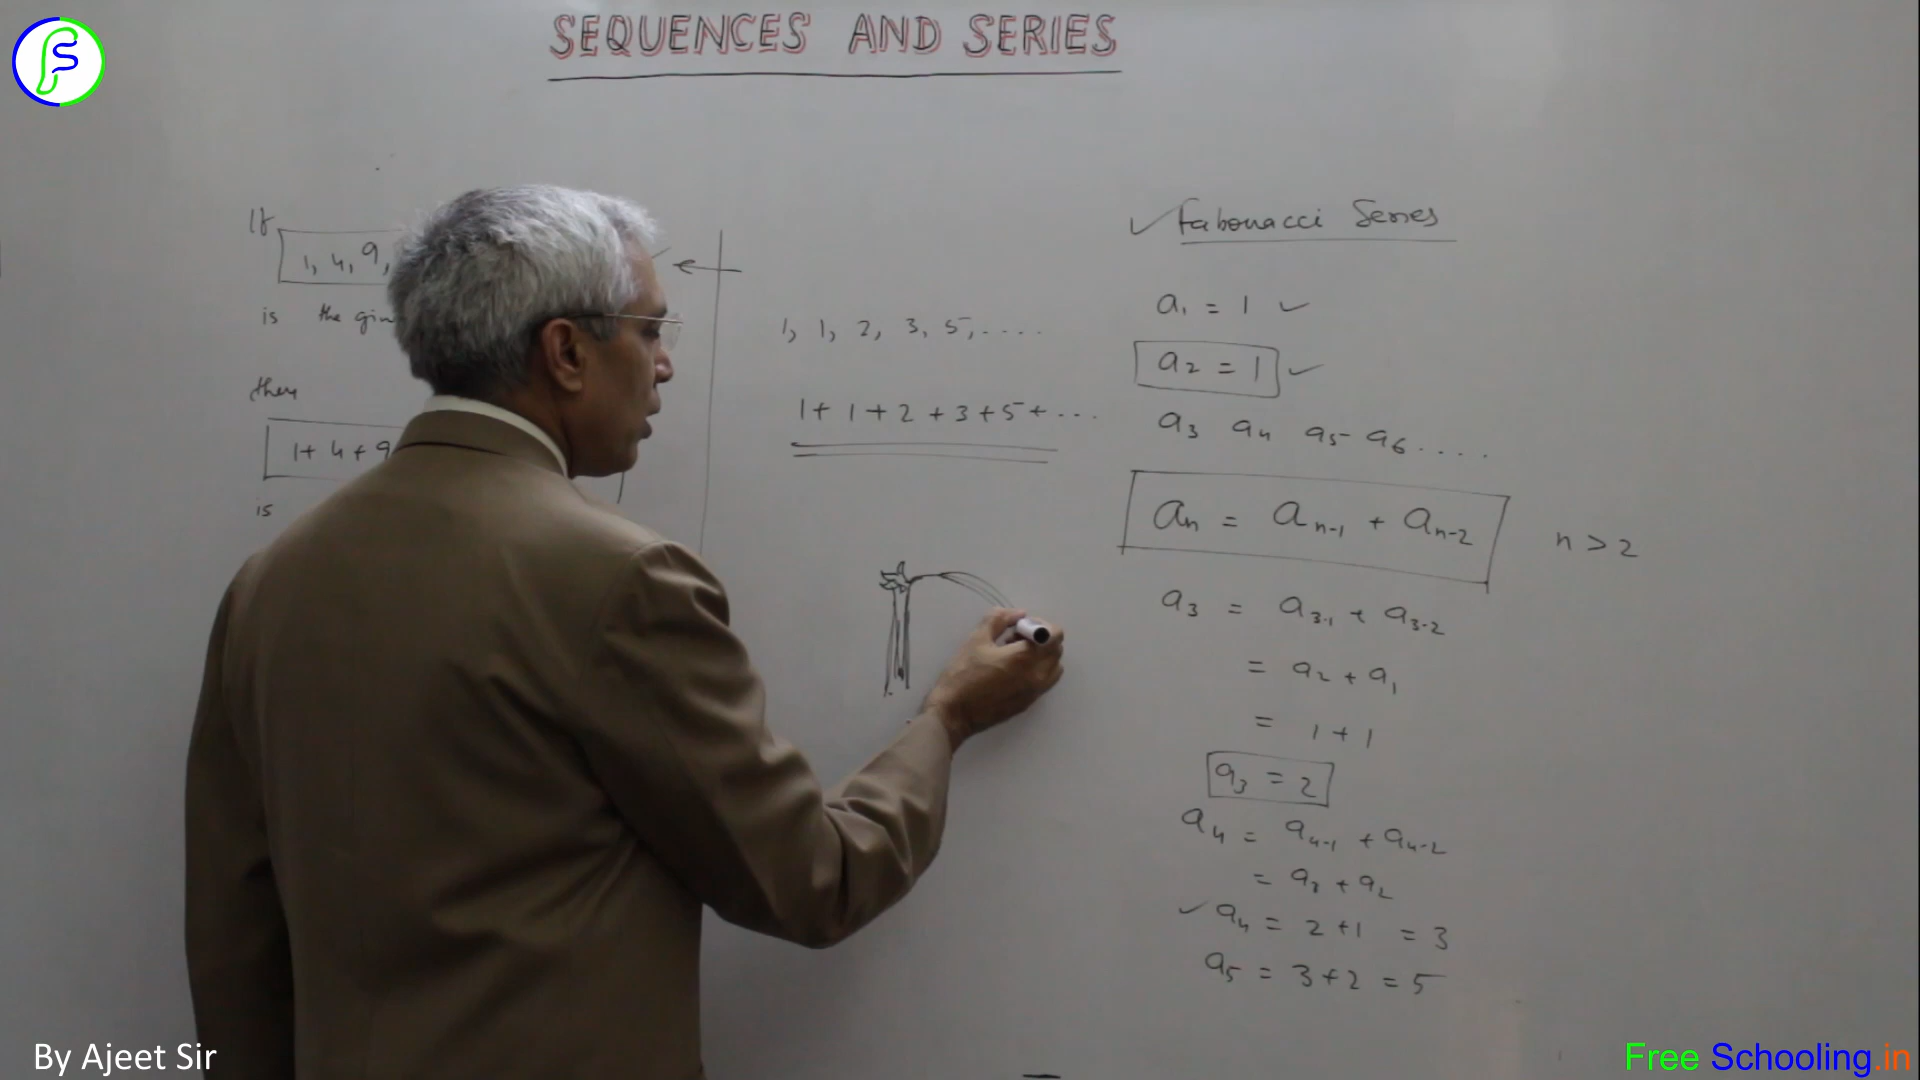 SEQUENCES AND SERIES
If
1, 4, 9,
is the
then
1+ 4+ 9
is
1, 1, 2, 3, 5, ....
1+ 1+ 2 + 3+5+ ...
✓ Fabonacci Series
a₁ = 1 ✓
a₂ = 1 ✓
a₃ a₄ a₅ a₆ ....
aₙ = aₙ₋₁ + aₙ₋₂ n > 2
a₃ = a₃₋₁ + a₃₋₂
= a₂ + a₁
= 1 + 1
a₃ = 2
a₄ = a₄₋₁ + a₄₋₂
= a₃ + a₂
✓ a₄ = 2 +1 = 3
a₅ = 3+2 = 5
By Ajeet Sir
Free Schooling.in